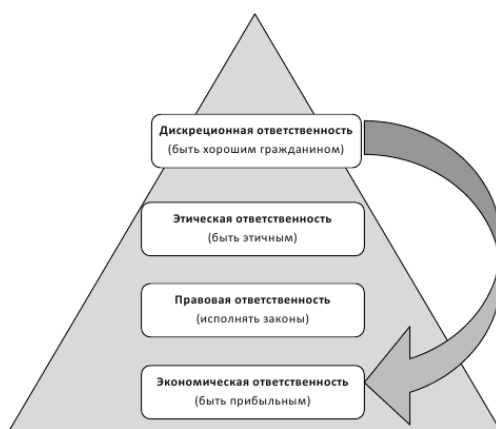 Дискреционная ответственность
(быть хорошим гражданином)
Этическая ответственность
(быть этичным)
Правовая ответственность
(исполнять законы)
Экономическая ответственность
(быть прибыльным)